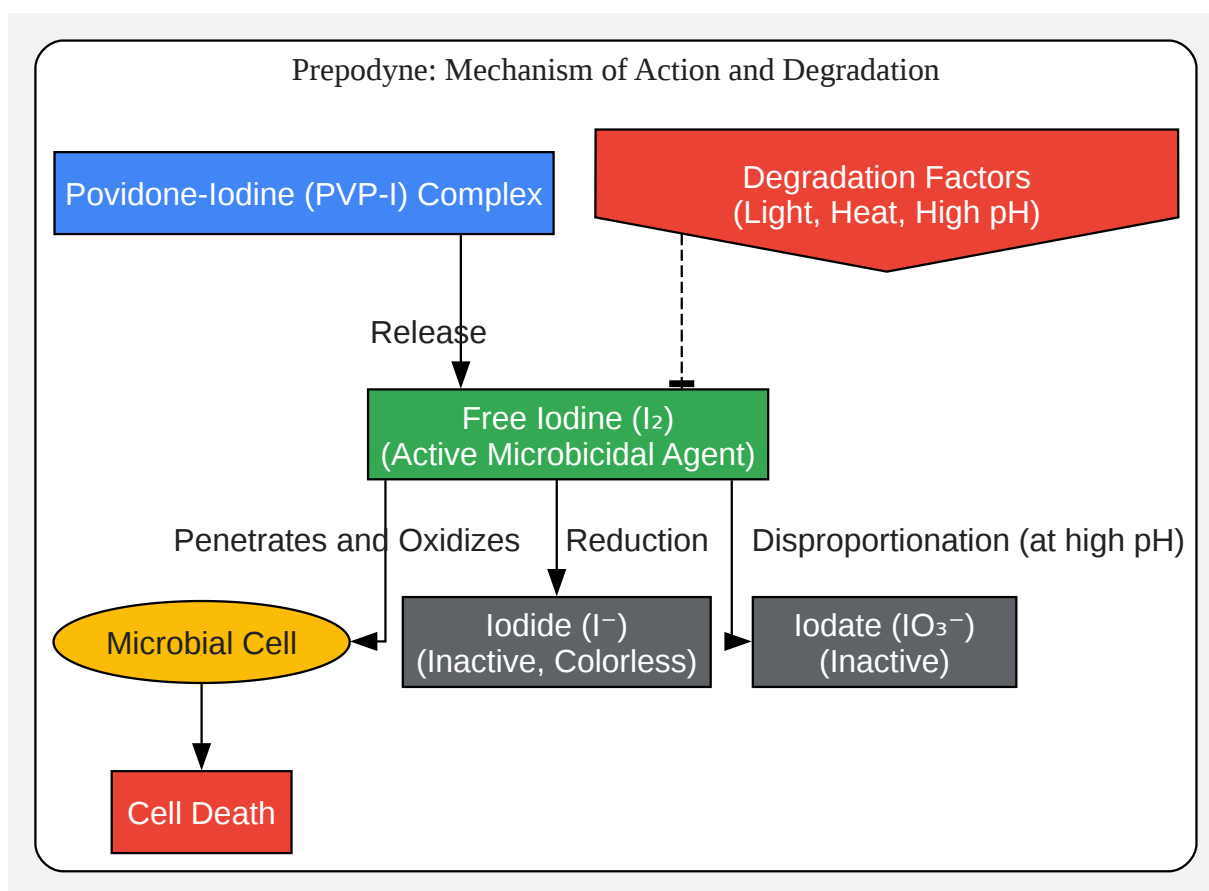 Prepodyne: Mechanism of Action and Degradation
Povidone-Iodine (PVP-I) Complex
Degradation Factors
(Light, Heat, High pH)
Release
Free Iodine (I₂)
(Active Microbicidal Agent)
Penetrates and Oxidizes
Reduction
Disproportionation (at high pH)
Microbial Cell
Iodide (I⁻)
(Inactive, Colorless)
Iodate (IO₃⁻)
(Inactive)
Cell Death